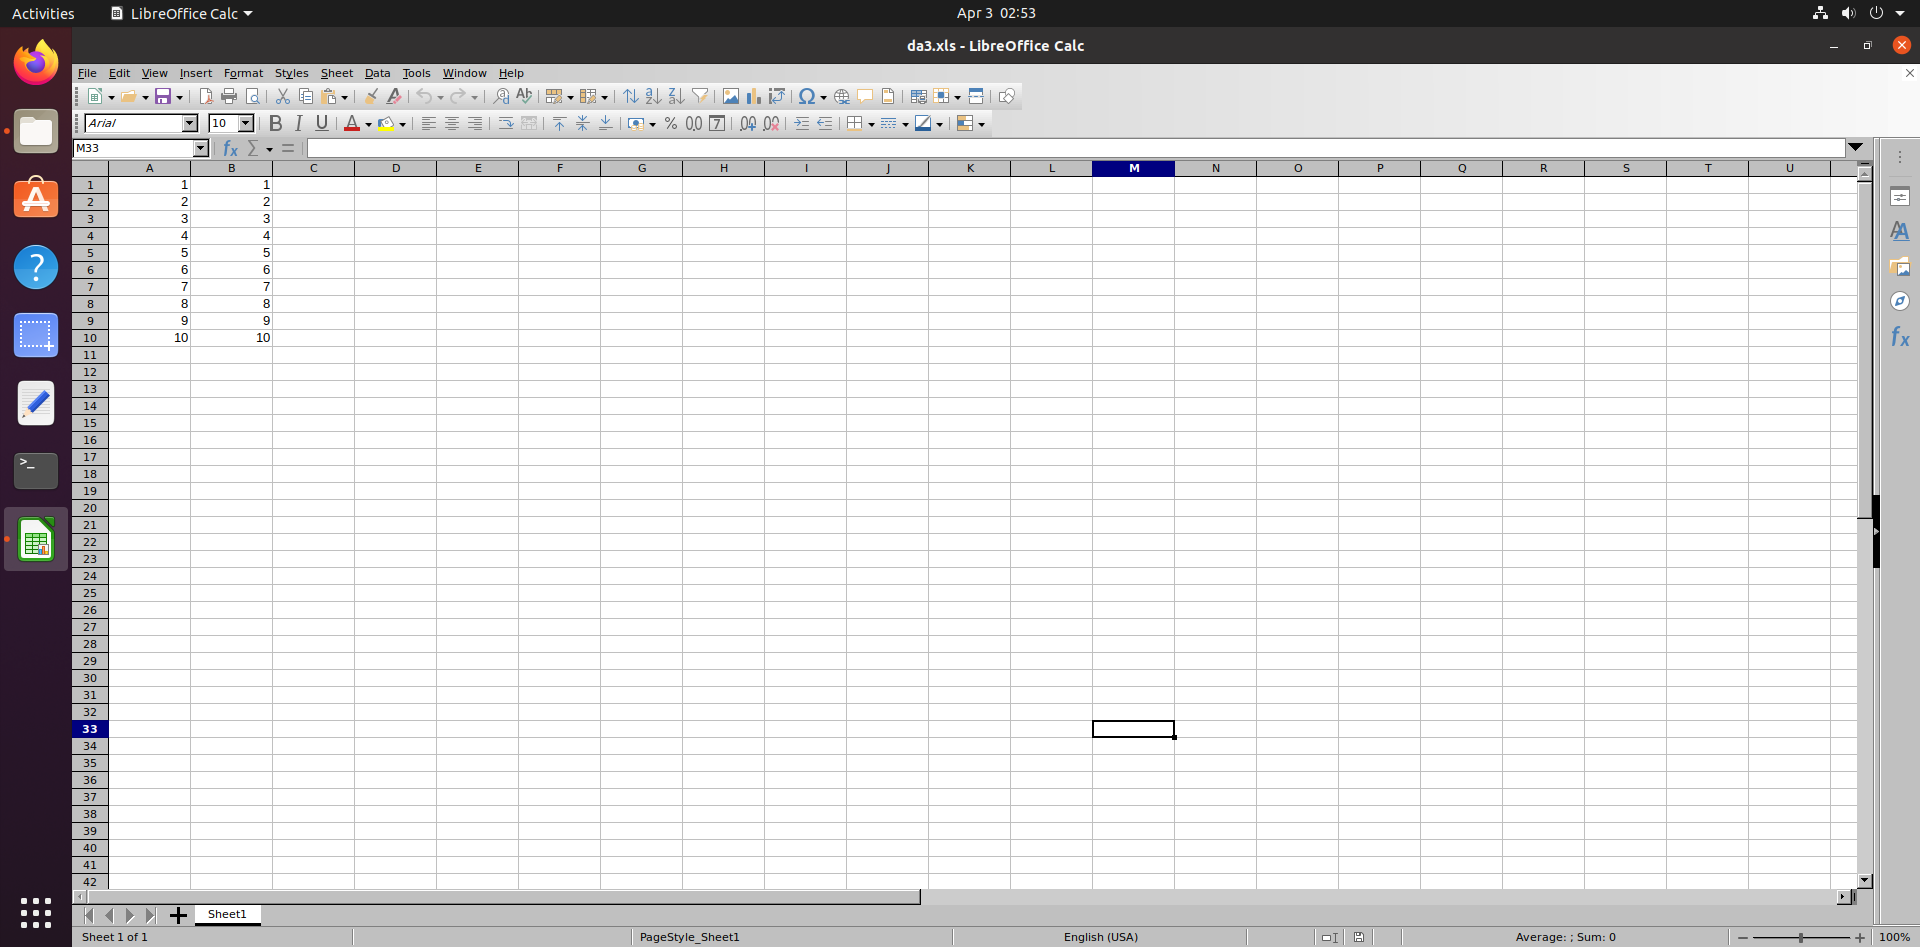 Activities LibreOffice Calc Apr 3 02:53
da3.xls - LibreOffice Calc
File Edit View Insert Format Styles Sheet Data Tools Window Help
Arial 10
M33
A B C D E F G H I J K L M N O P Q R S T U
1 1 1
2 2 2
3 3 3
4 4 4
5 5 5
6 6 6
7 7 7
8 8 8
9 9 9
10 10 10
11
12
13
14
15
16
17
18
19
20
21
22
23
24
25
26
27
28
29
30
31
32
33
34
35
36
37
38
39
40
41
42
Sheet1
Sheet 1 of 1 PageStyle_Sheet1 English (USA) Average: ; Sum: 0 100%